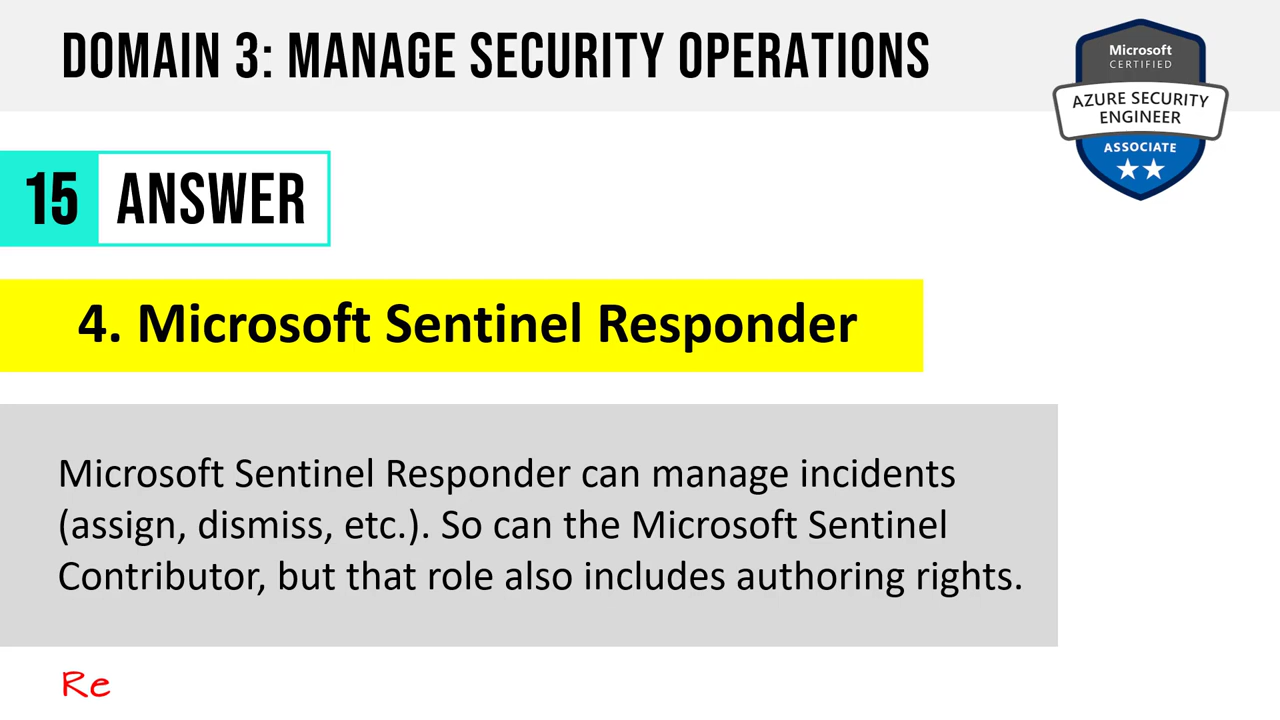 DOMAIN 3: MANAGE SECURITY OPERATIONS
Microsoft
CERTIFIED
AZURE SECURITY
ENGINEER
ASSOCIATE
15 ANSWER
4. Microsoft Sentinel Responder
Microsoft Sentinel Responder can manage incidents
(assign, dismiss, etc.). So can the Microsoft Sentinel
Contributor, but that role also includes authoring rights.
Re